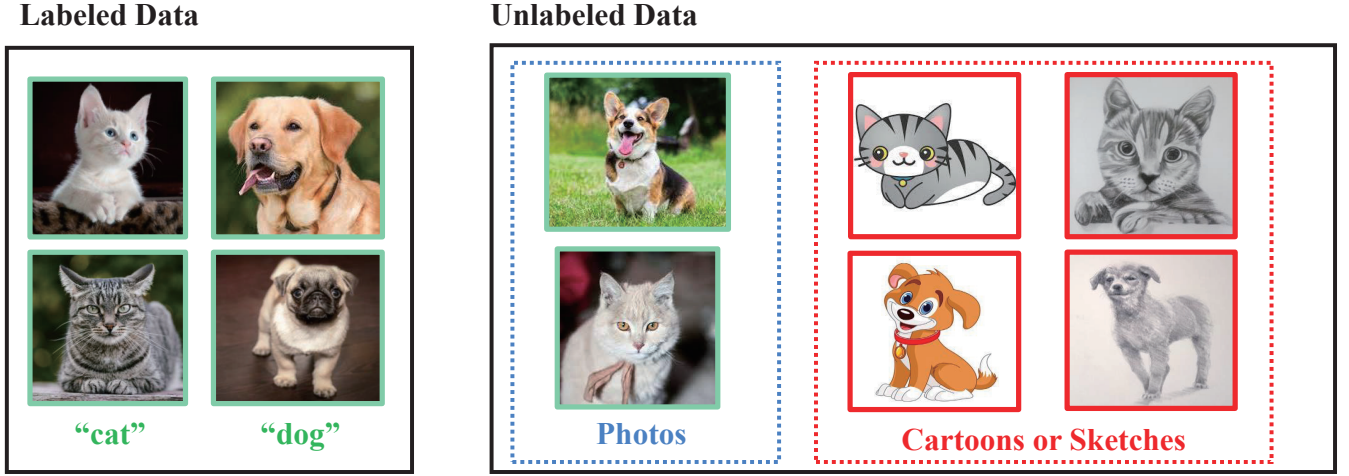 Labeled Data
Unlabeled Data
“cat”
“dog”
Photos
Cartoons or Sketches